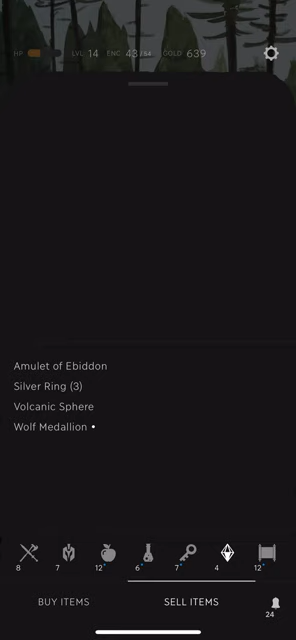 HP LVL 14 ENC 43/54 GOLD 639
Amulet of Ebiddon
Silver Ring (3)
Volcanic Sphere
Wolf Medallion •
8 7 12 6 7 4 12
BUY ITEMS SELL ITEMS 24